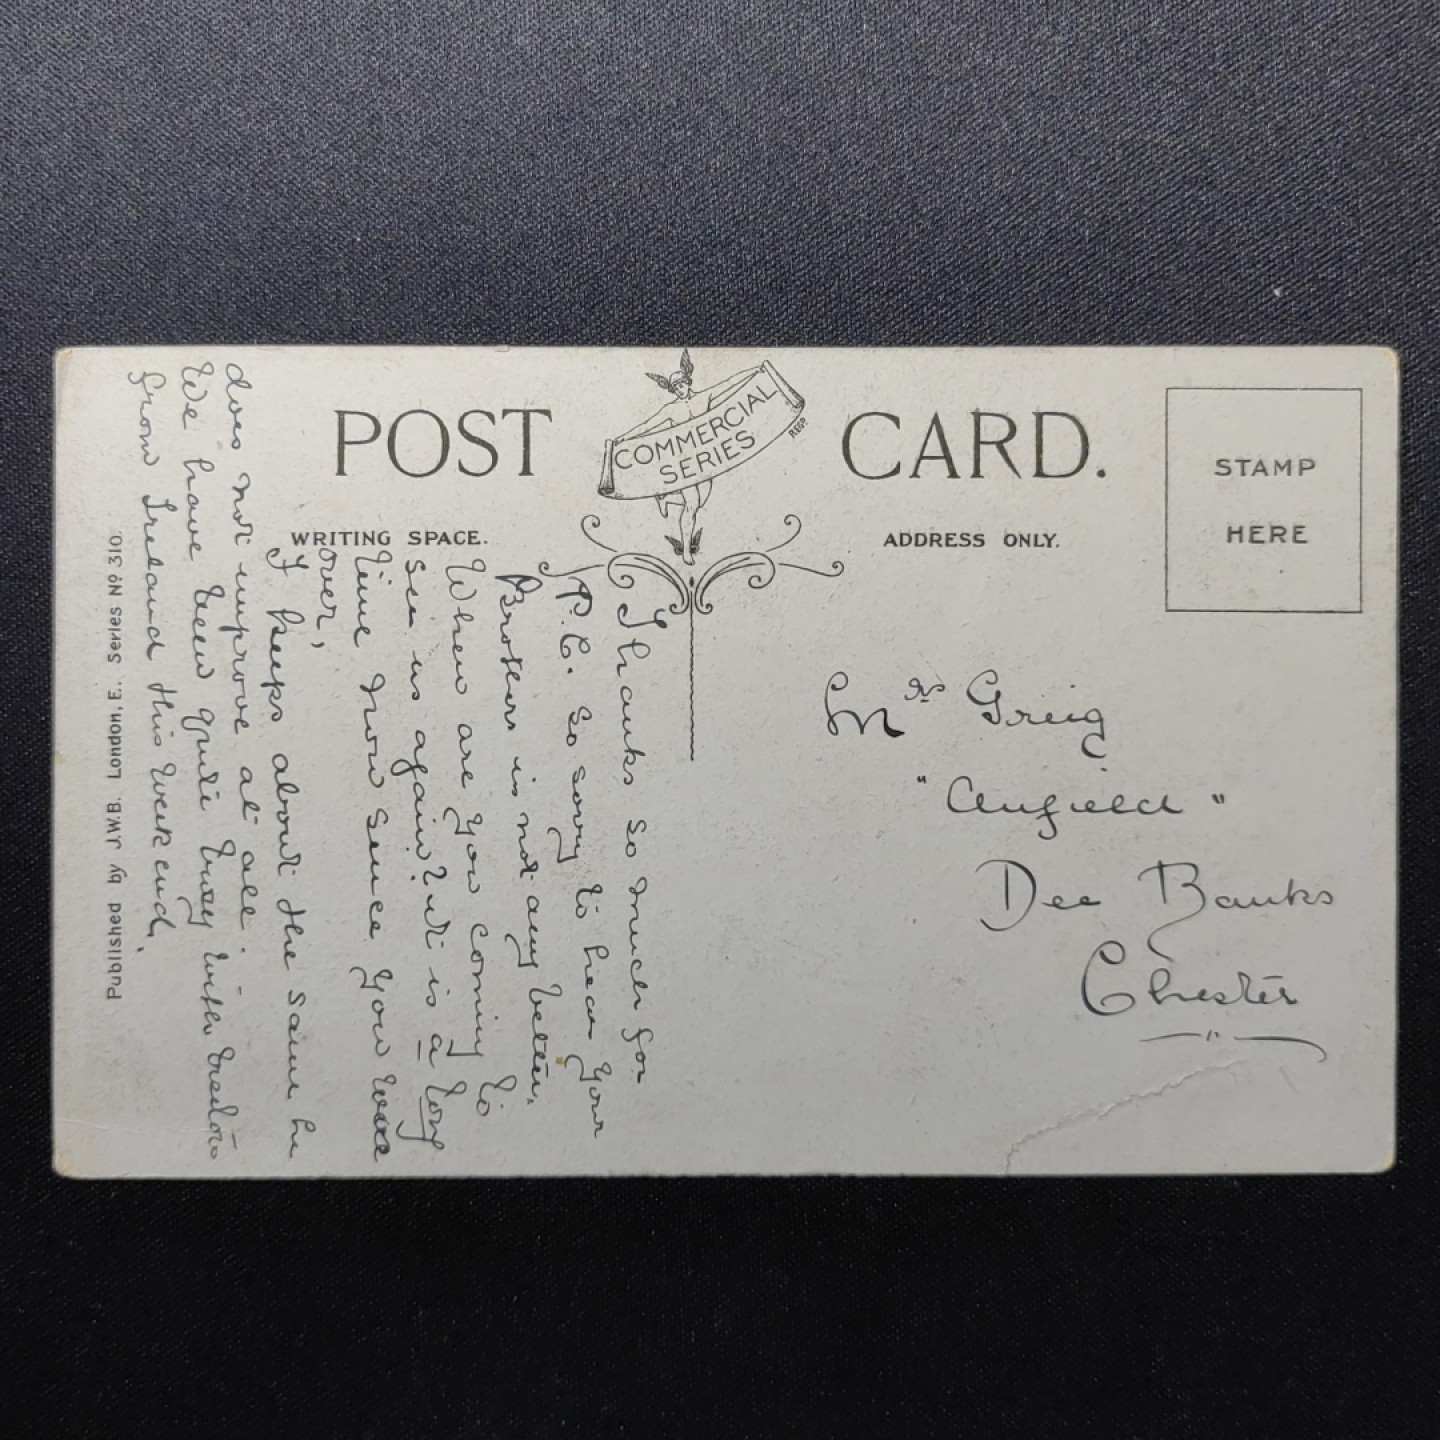 POST CARD.
COMMERCIAL
SERIES
REGD.
WRITING SPACE.
ADDRESS ONLY.
STAMP
HERE
Thanks so much for
P.C. So sorry to hear your
Brother is not any better.
When are you coming to
see us again? it is a long
time now since you were
over,
J keeps about the same he
does not improve at all.
We have been quite busy with
from Ireland this week end.
Mrs Greig
"Anfield"
Dee Banks
Chester
Published by J.W.B. London, E. Series No 310.